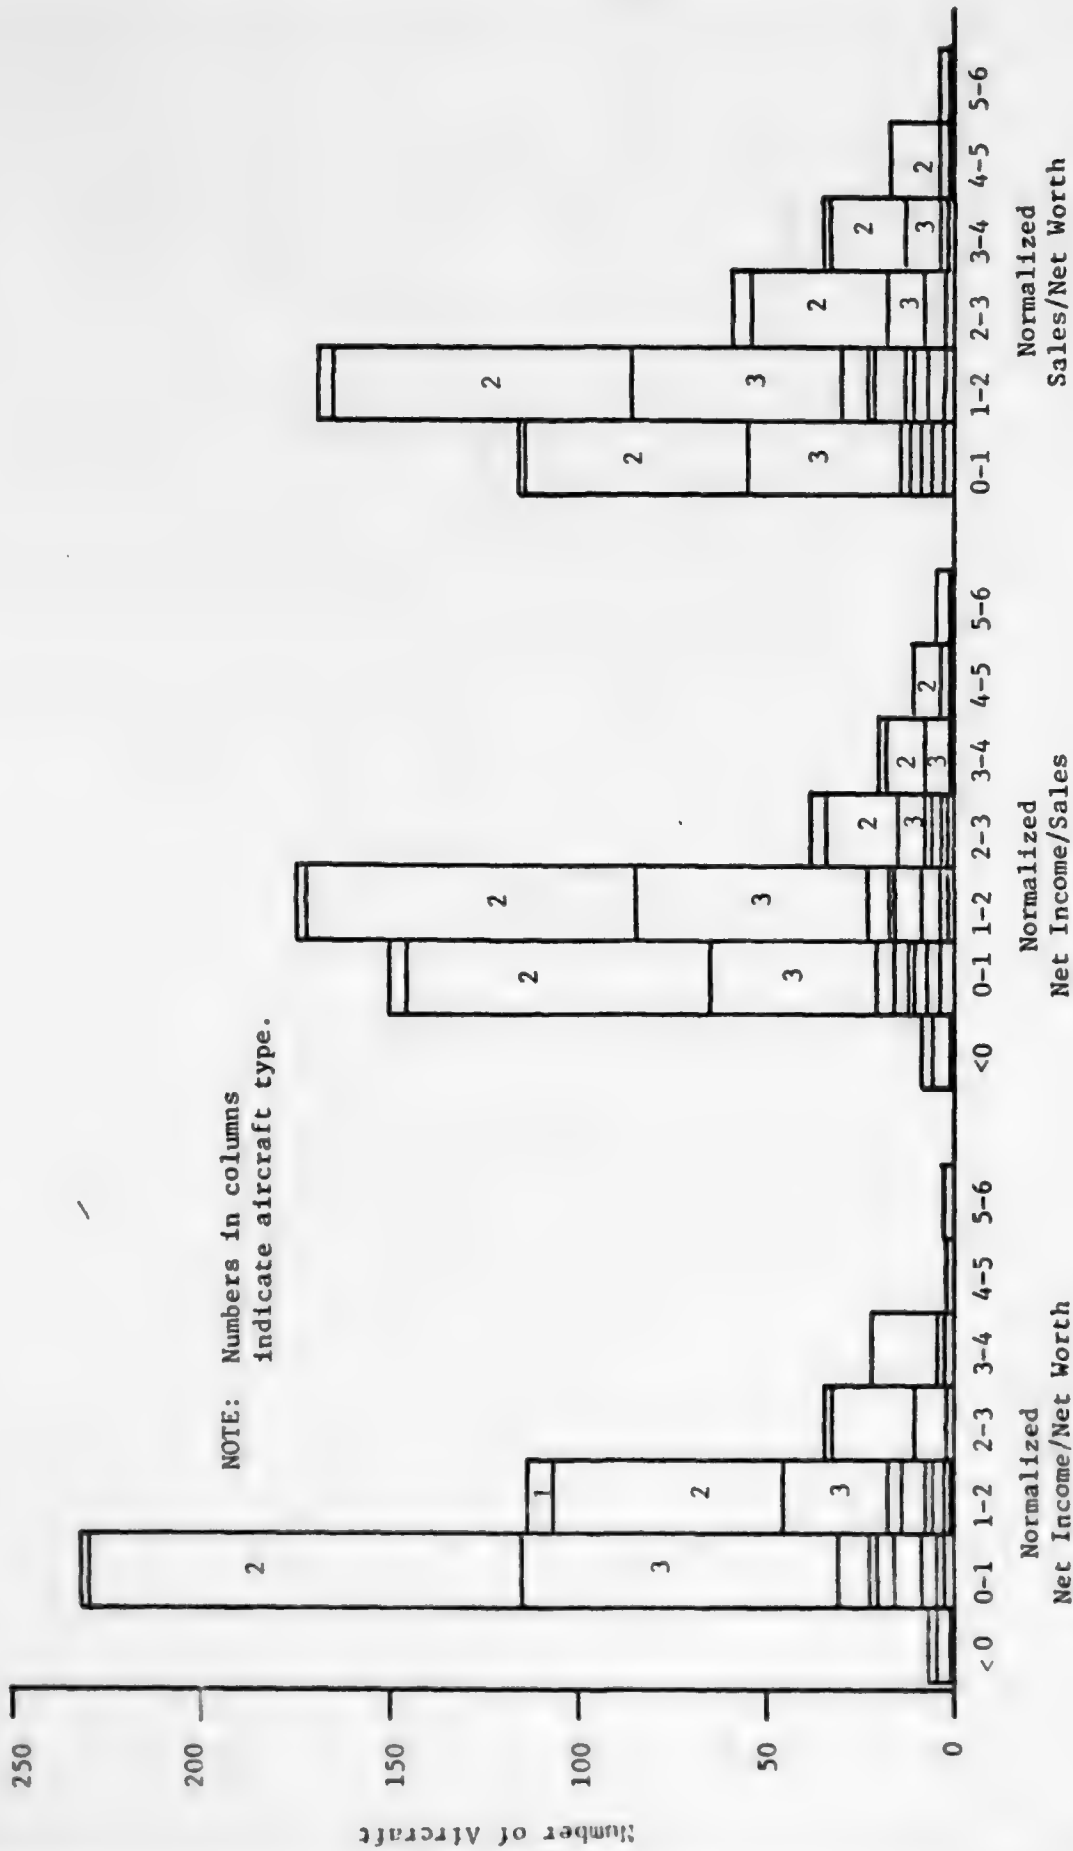 250
200
150
100
50
0
Number of Aircraft
NOTE: Numbers in columns
indicate aircraft type.
2
3
1
2
3
2
3
2
3
2
3
2
3
2
2
3
2
3
2
3
2
3
2
<0 0-1 1-2 2-3 3-4 4-5 5-6
Normalized
Net Income/Net Worth
<0 0-1 1-2 2-3 3-4 4-5 5-6
Normalized
Net Income/Sales
0-1 1-2 2-3 3-4 4-5 5-6
Normalized
Sales/Net Worth